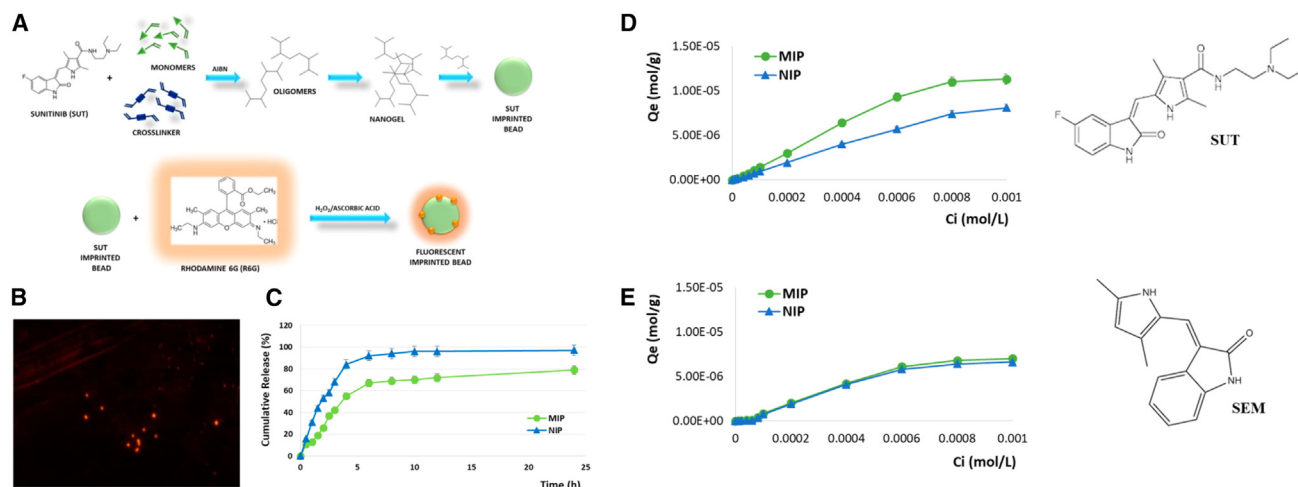 A
SUNITINIB (SUT)
+
MONOMERS
CROSSLINKER
AIBN
OLIGOMERS
NANOGEL
SUT
IMPRINTED
BEAD
SUT
IMPRINTED
BEAD
+
RHODAMINE 6G (R6G)
H₂O₂/ASCORBIC ACID
FLUORESCENT
IMPRINTED BEAD
B
C
Cumulative Release (%)
120
100
80
60
40
20
0
0 5 10 15 20 25
Time (h)
MIP
NIP
D
Qe (mol/g)
1.50E-05
1.00E-05
5.00E-06
0.00E+00
0 0.0002 0.0004 0.0006 0.0008 0.001
Ci (mol/L)
MIP
NIP
F
O
N
H
NH
O
N
H
N
SUT
E
Qe (mol/g)
1.50E-05
1.00E-05
5.00E-06
0.00E+00
0 0.0002 0.0004 0.0006 0.0008 0.001
Ci (mol/L)
MIP
NIP
NH
O
NH
SEM